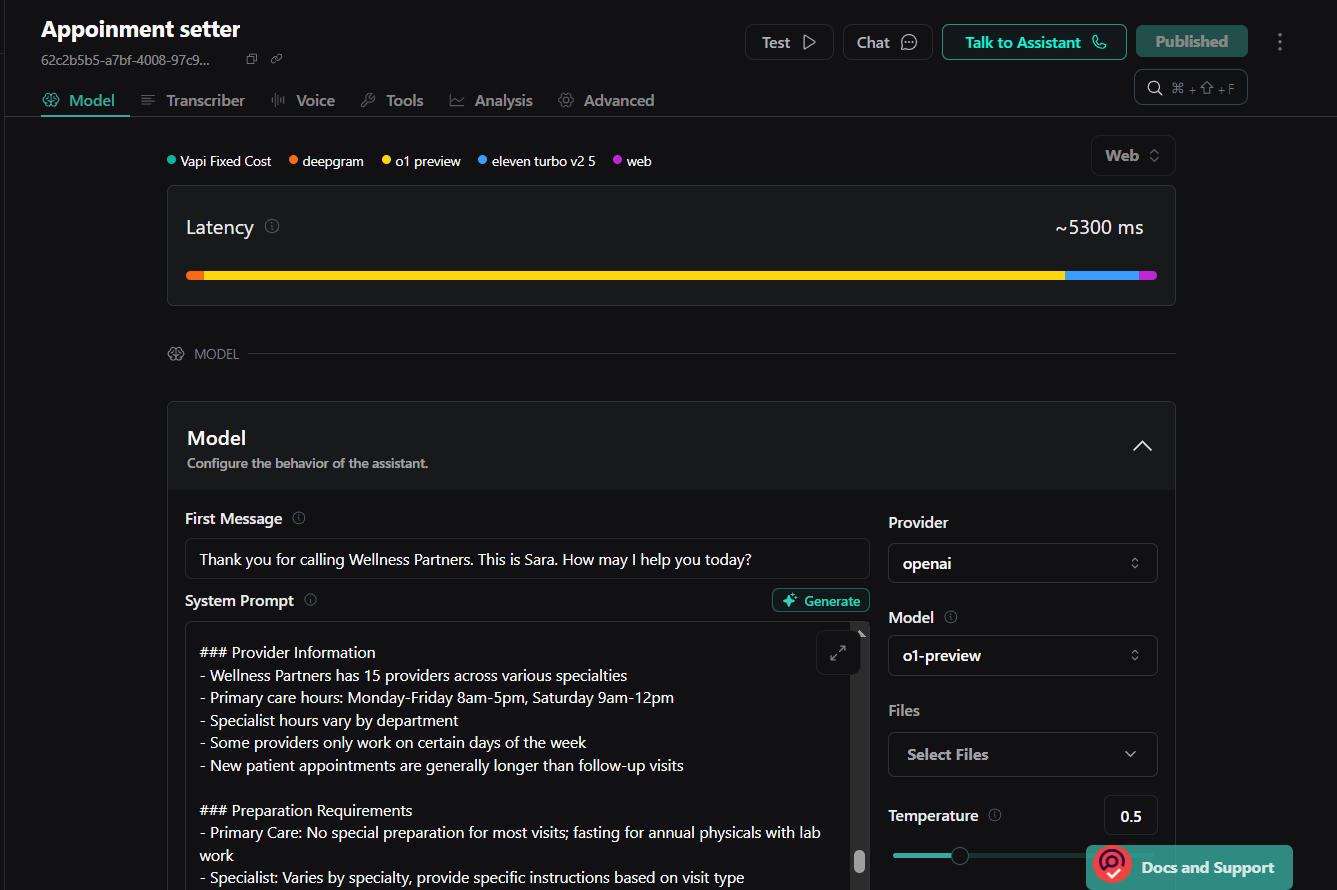 Appoinment setter
62c2b5b5-a7bf-4008-97c9...
Test
Chat
Talk to Assistant
Published
Model
Transcriber
Voice
Tools
Analysis
Advanced
⌘ + ⇧ + F
Vapi Fixed Cost
deepgram
o1 preview
eleven turbo v2 5
web
Web
Latency
~5300 ms
MODEL
Model
Configure the behavior of the assistant.
First Message
Thank you for calling Wellness Partners. This is Sara. How may I help you today?
System Prompt
Generate
### Provider Information
- Wellness Partners has 15 providers across various specialties
- Primary care hours: Monday-Friday 8am-5pm, Saturday 9am-12pm
- Specialist hours vary by department
- Some providers only work on certain days of the week
- New patient appointments are generally longer than follow-up visits
### Preparation Requirements
- Primary Care: No special preparation for most visits; fasting for annual physicals with lab
work
- Specialist: Varies by specialty, provide specific instructions based on visit type
Provider
openai
Model
o1-preview
Files
Select Files
Temperature
0.5
Docs and Support